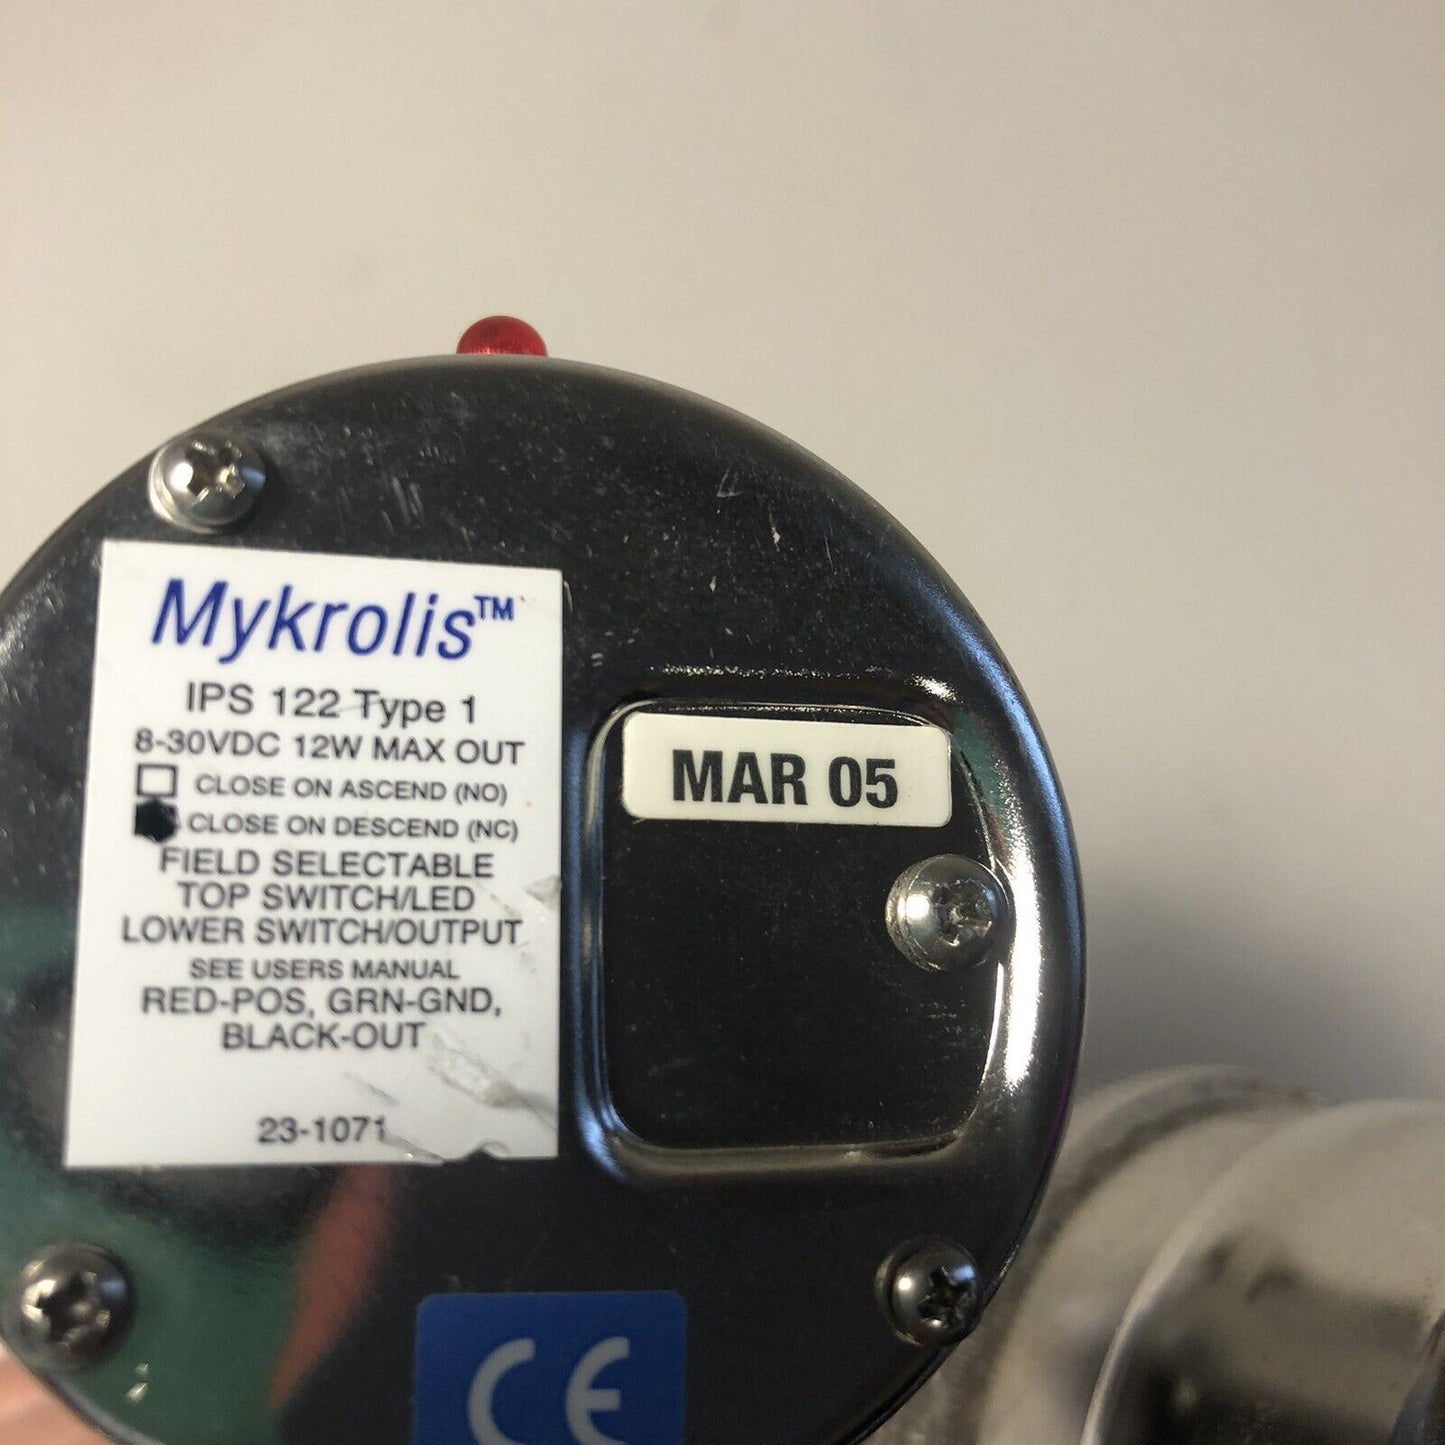 Mykrolis™
IPS 122 Type 1
8-30VDC 12W MAX OUT
CLOSE ON ASCEND (NO)
CLOSE ON DESCEND (NC)
FIELD SELECTABLE
TOP SWITCH/LED
LOWER SWITCH/OUTPUT
SEE USERS MANUAL
RED-POS, GRN-GND,
BLACK-OUT
23-1071
MAR 05
CE